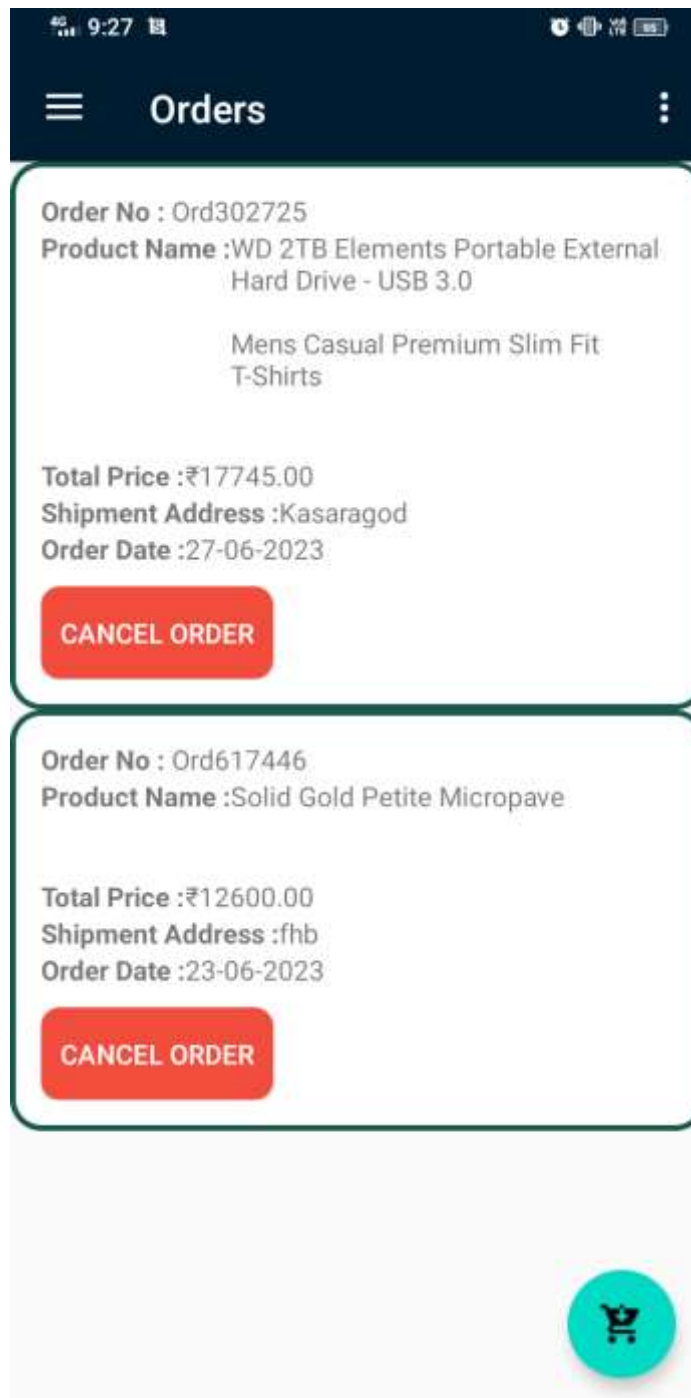 4G 9:27
Orders
Order No : Ord302725
Product Name :WD 2TB Elements Portable External
Hard Drive - USB 3.0
Mens Casual Premium Slim Fit
T-Shirts
Total Price :₹17745.00
Shipment Address :Kasaragod
Order Date :27-06-2023
CANCEL ORDER
Order No : Ord617446
Product Name :Solid Gold Petite Micropave
Total Price :₹12600.00
Shipment Address :fhb
Order Date :23-06-2023
CANCEL ORDER